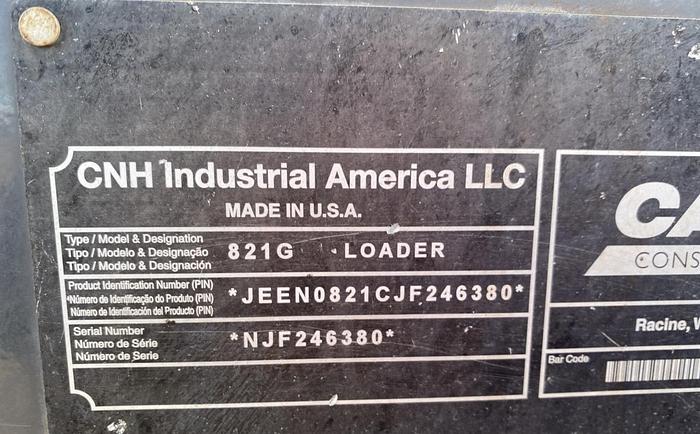 CNH Industrial America LLC
MADE IN U.S.A.
Type / Model & Designation
Tipo / Modelo & Designação
Tipo / Modelo & Designación
821G LOADER
Product Identification Number (PIN)
Número de Identificação do Produto (PIN)
Número de Identificación del Producto (PIN)
*JEEN0821CJF246380*
Serial Number
Número de Série
Número de Serie
*NJF246380*
CA
CONS
Racine, W
Bar Code